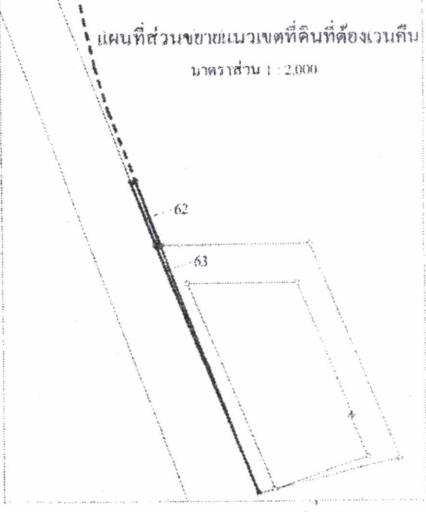 แผนที่ส่วนขยายแนวเขตที่ดินที่ต้องเวนคืน
มาตราส่วน 1 : 2,000
62
63